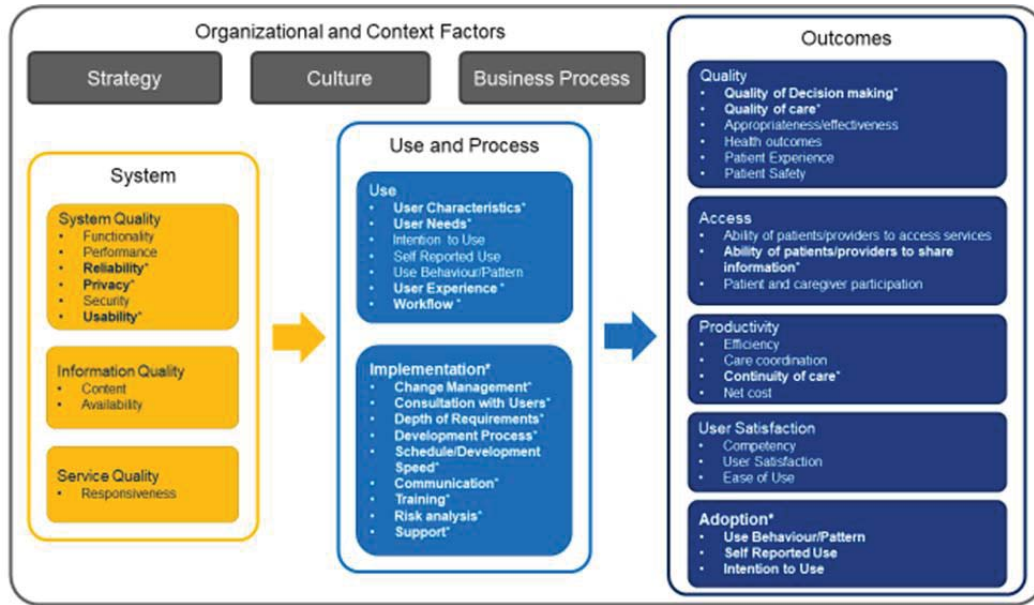 Organizational and Context Factors
Strategy
Culture
Business Process
System
System Quality
• Functionality
• Performance
• Reliability*
• Privacy*
• Security
• Usability*
Information Quality
• Content
• Availability
Service Quality
• Responsiveness
Use and Process
Use
• User Characteristics*
• User Needs*
• Intention to Use
• Self Reported Use
• Use Behaviour/Pattern
• User Experience*
• Workflow *
Implementation*
• Change Management*
• Consultation with Users*
• Depth of Requirements*
• Development Process*
• Schedule/Development
Speed*
• Communication*
• Training*
• Risk analysis*
• Support*
Outcomes
Quality
• Quality of Decision making*
• Quality of care*
• Appropriateness/effectiveness
• Health outcomes
• Patient Experience
• Patient Safety
Access
• Ability of patients/providers to access services
• Ability of patients/providers to share
information*
• Patient and caregiver participation
Productivity
• Efficiency
• Care coordination
• Continuity of care*
• Net cost
User Satisfaction
• Competency
• User Satisfaction
• Ease of Use
Adoption*
• Use Behaviour/Pattern
• Self Reported Use
• Intention to Use